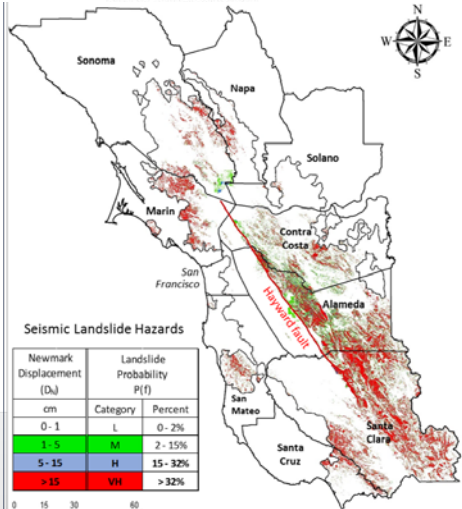 N
W E
S
Sonoma
Napa
Solano
Marin
Contra
Costa
San
Francisco
Alameda
Hayward fault
Seismic Landslide Hazards
Newmark Displacement (Dₙ) Landslide Probability P(f)
cm Category Percent
0 - 1 L 0 - 2%
1 - 5 M 2 - 15%
5 - 15 H 15 - 32%
> 15 VH > 32%
San
Mateo
Santa
Clara
Santa
Cruz
0 15 30 60